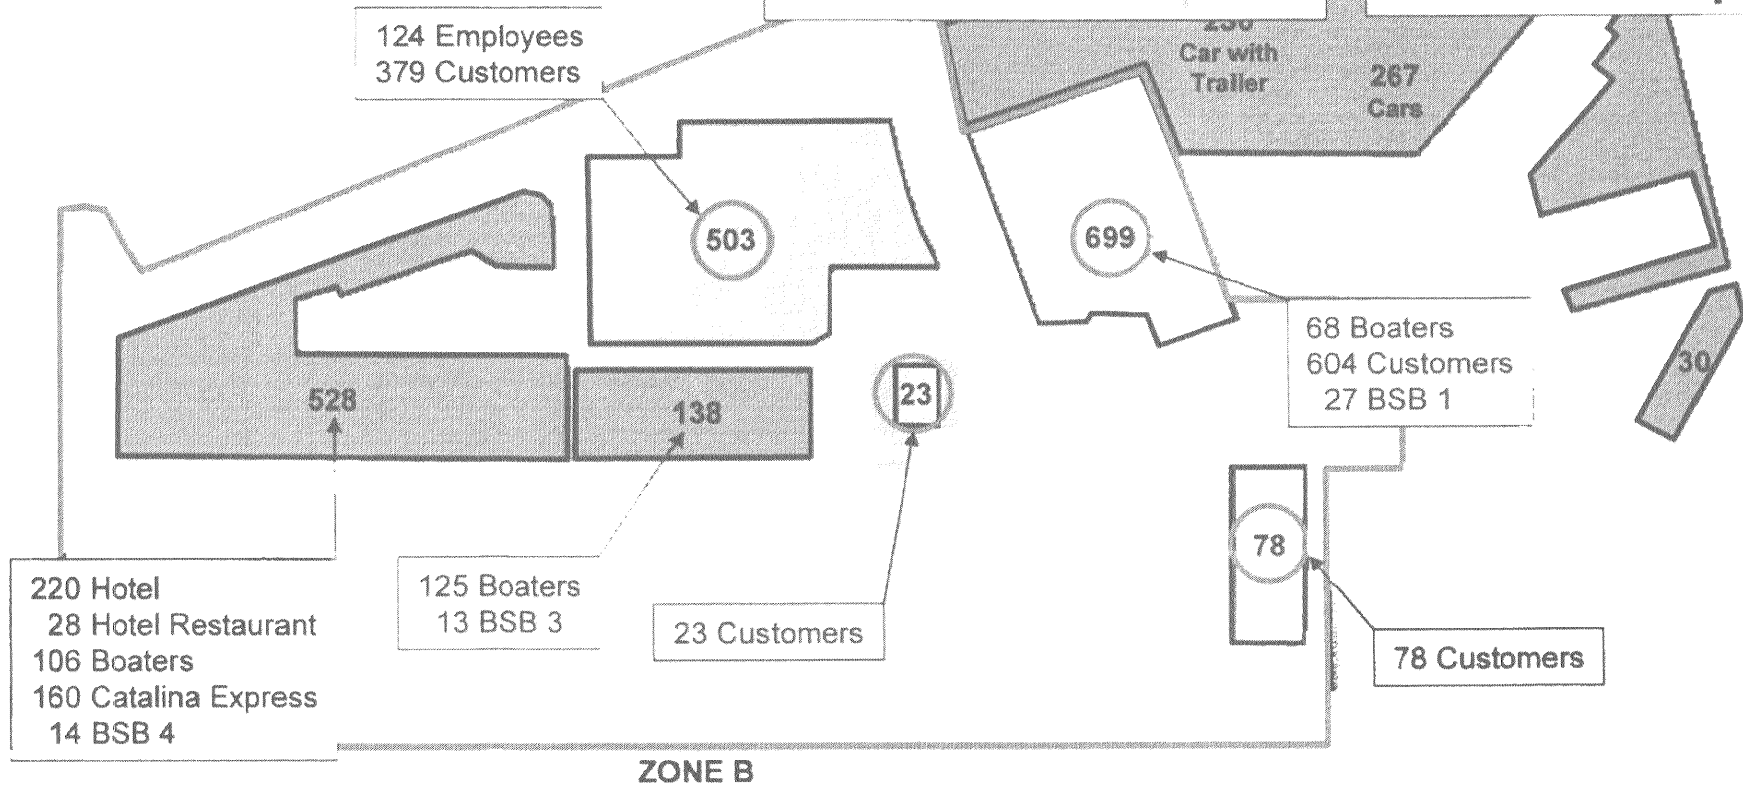 124 Employees
379 Customers
Car with
Trailer
267
Cars
503
699
68 Boaters
604 Customers
27 BSB 1
30
528
138
23
78
220 Hotel
28 Hotel Restaurant
106 Boaters
160 Catalina Express
14 BSB 4
125 Boaters
13 BSB 3
23 Customers
78 Customers
ZONE B